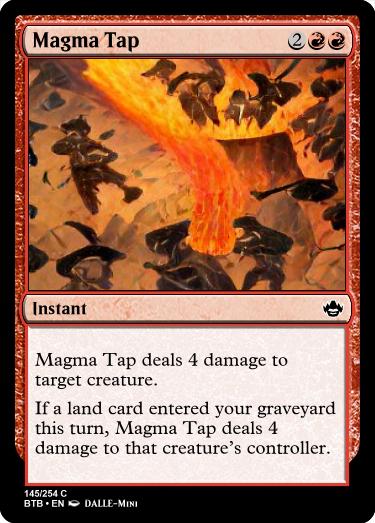 Magma Tap 2
Instant
Magma Tap deals 4 damage to
target creature.
If a land card entered your graveyard
this turn, Magma Tap deals 4
damage to that creature's controller.
145/254 C
BTB • EN DALLE-Mini